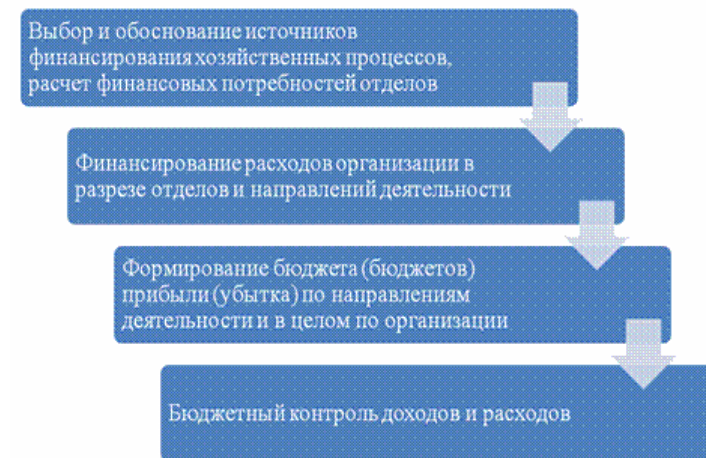 Выбор и обоснование источников
финансирования хозяйственных процессов,
расчет финансовых потребностей отделов
Финансирование расходов организации в
разрезе отделов и направлений деятельности
Формирование бюджета (бюджетов)
прибыли (убытка) по направлениям
деятельности и в целом по организации
Бюджетный контроль доходов и расходов